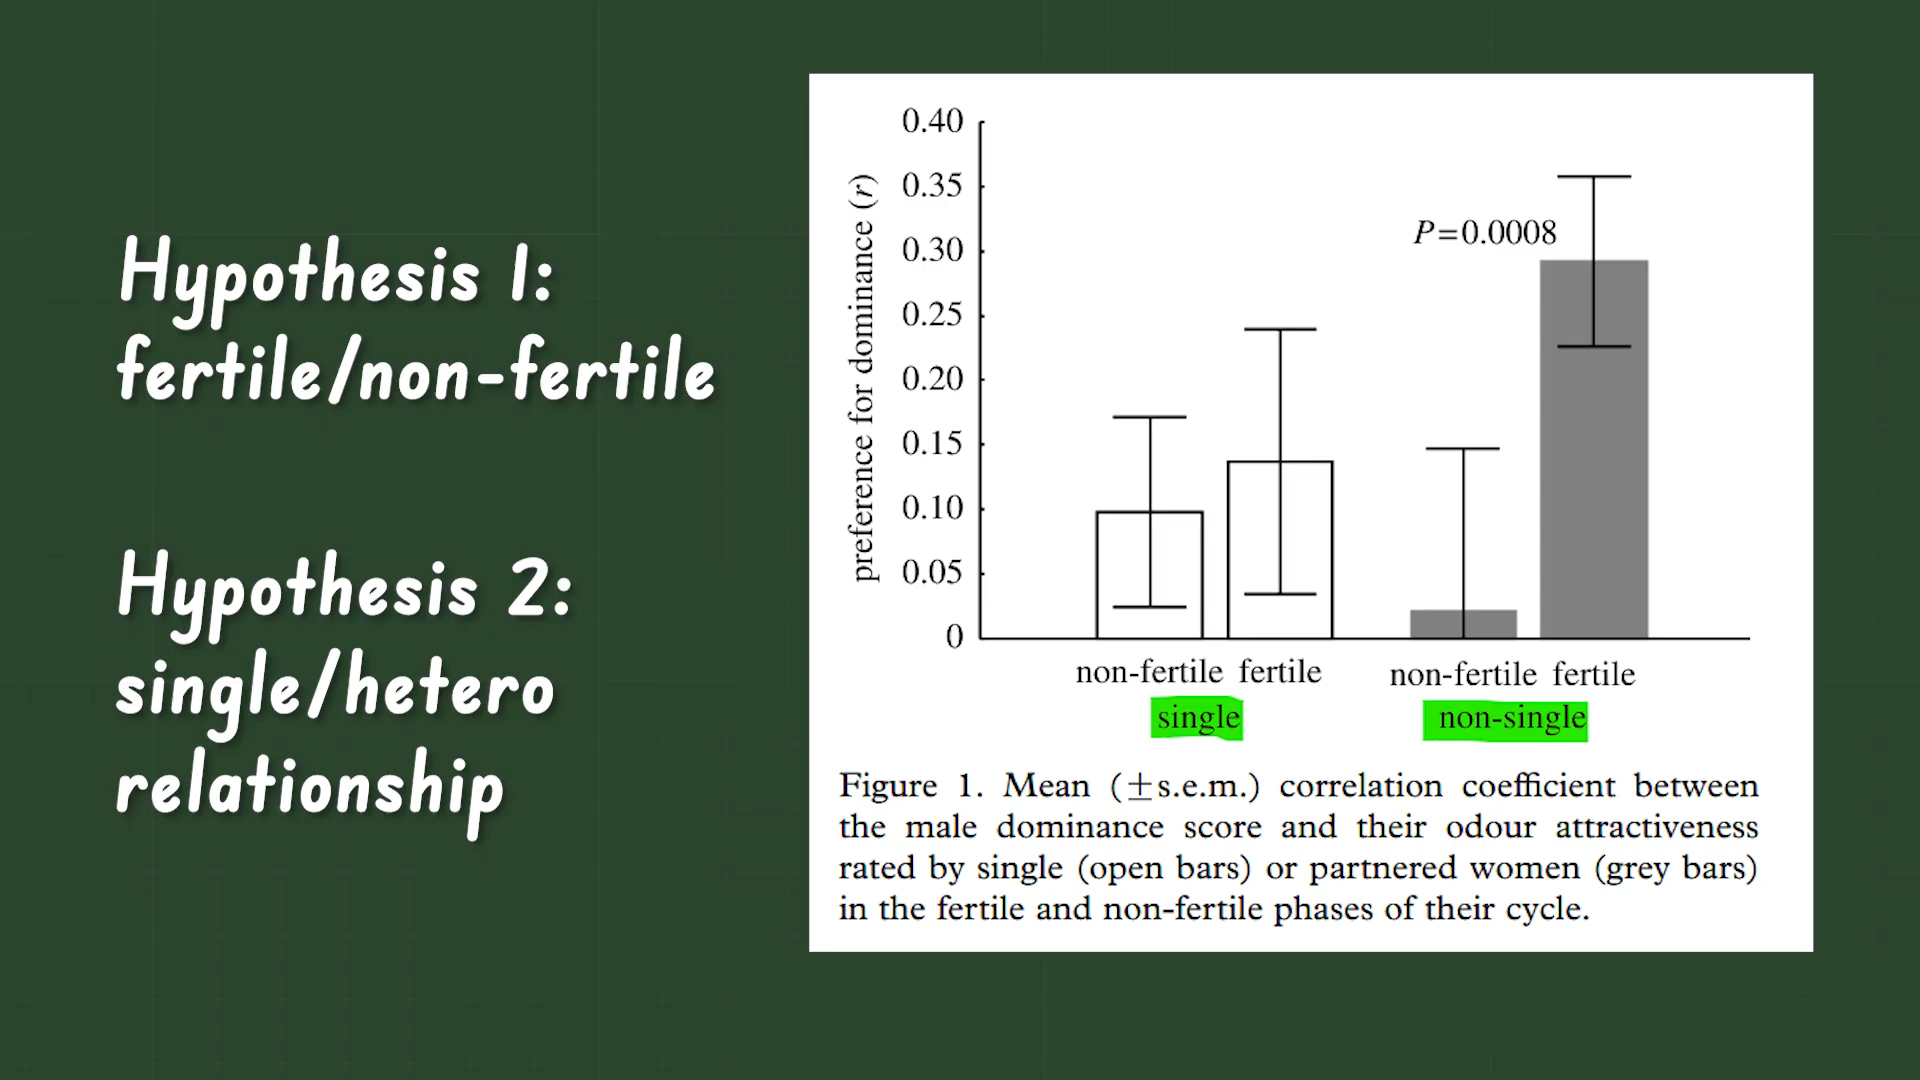 Hypothesis 1:
fertile/non-fertile
Hypothesis 2:
single/hetero
relationship
preference for dominance (r)
0.40
0.35
0.30
0.25
0.20
0.15
0.10
0.05
0
P=0.0008
non-fertile fertile
single
non-fertile fertile
non-single
Figure 1. Mean (±s.e.m.) correlation coefficient between
the male dominance score and their odour attractiveness
rated by single (open bars) or partnered women (grey bars)
in the fertile and non-fertile phases of their cycle.